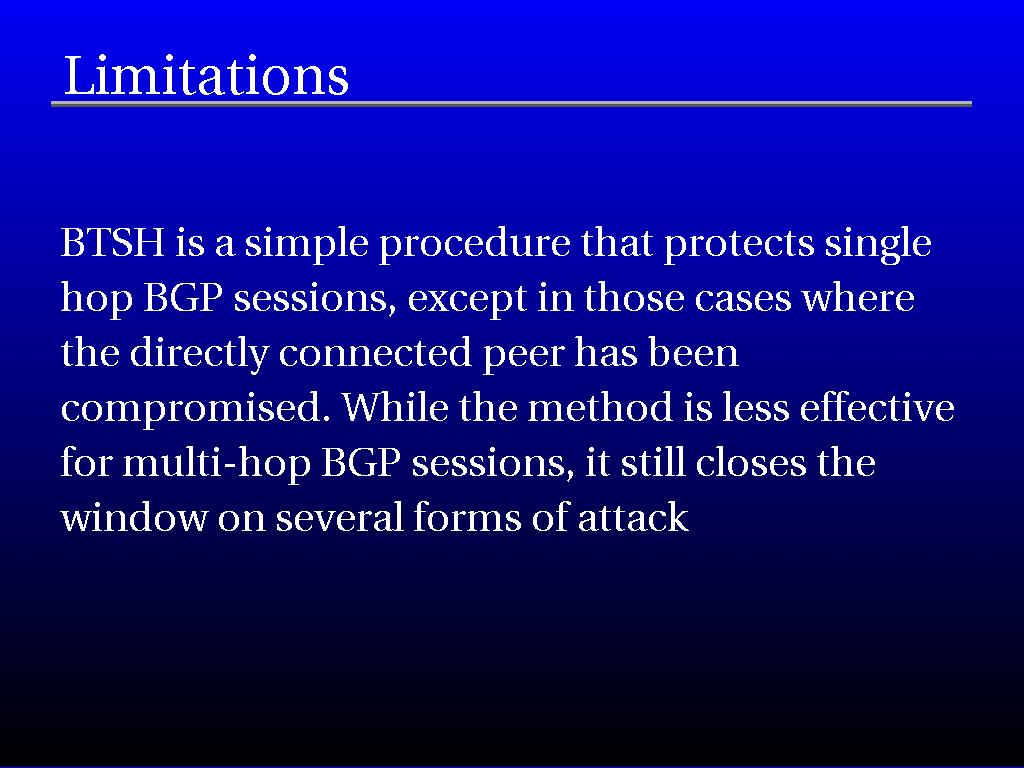 Limitations
BTSH is a simple procedure that protects single
hop BGP sessions, except in those cases where
the directly connected peer has been
compromised. While the method is less effective
for multi-hop BGP sessions, it still closes the
window on several forms of attack